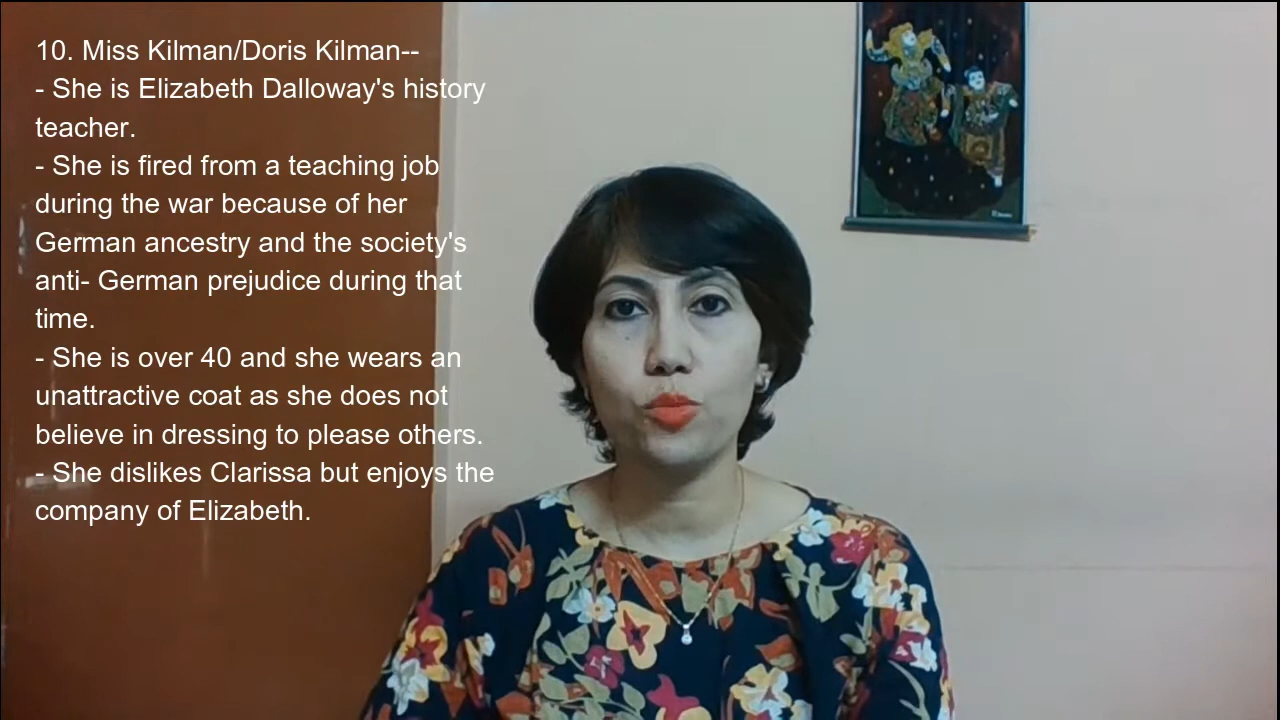 10. Miss Kilman/Doris Kilman--
- She is Elizabeth Dalloway's history
teacher.
- She is fired from a teaching job
during the war because of her
German ancestry and the society's
anti- German prejudice during that
time.
- She is over 40 and she wears an
unattractive coat as she does not
believe in dressing to please others.
- She dislikes Clarissa but enjoys the
company of Elizabeth.